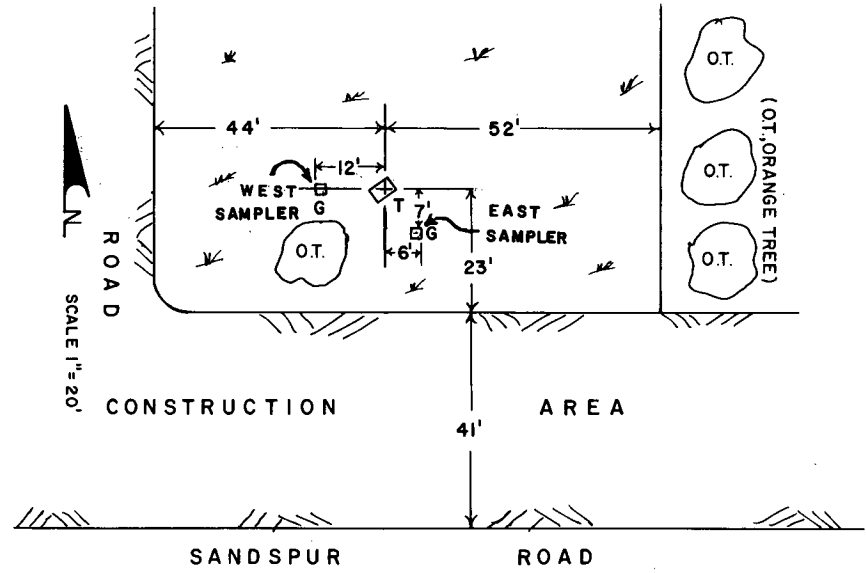 O.T.
44'
52'
(O.T., ORANGE TREE)
12'
O.T.
WEST
SAMPLER
G
T
7'
EAST
G
SAMPLER
6'
23'
O.T.
O.T.
N
ROAD
SCALE 1"= 20'
CONSTRUCTION AREA
41'
SANDSPUR ROAD